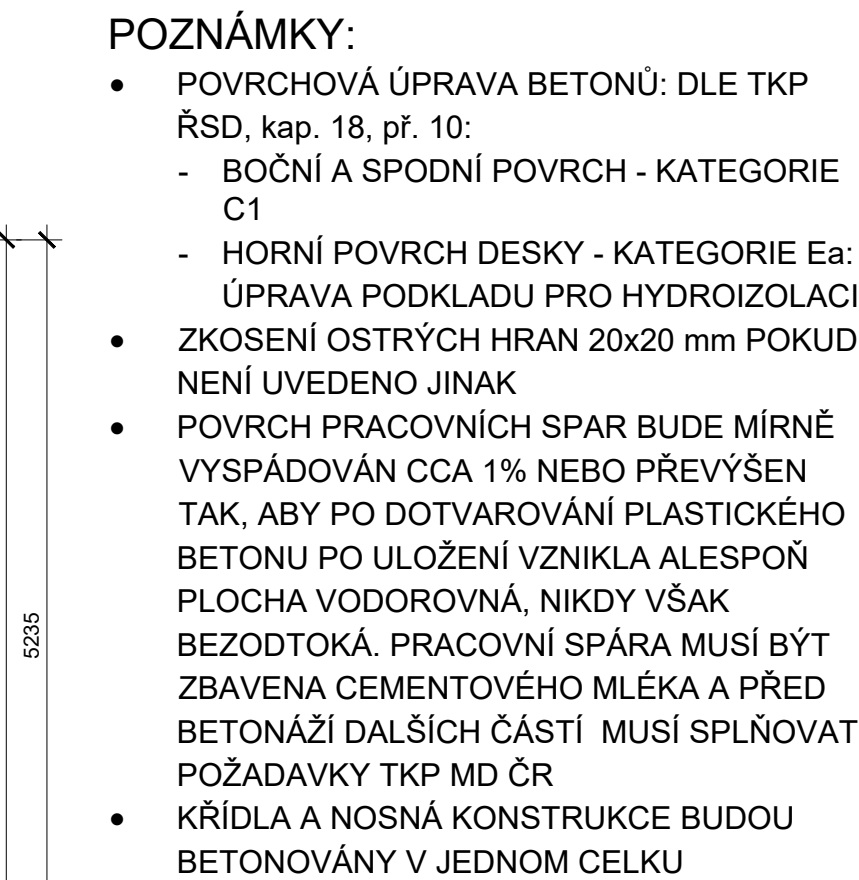 POZNÁMKY:
• POVRCHOVÁ ÚPRAVA BETONŮ: DLE TKP
ŘSD, kap. 18, př. 10:
- BOČNÍ A SPODNÍ POVRCH - KATEGORIE
C1
- HORNÍ POVRCH DESKY - KATEGORIE Ea:
ÚPRAVA PODKLADU PRO HYDROIZOLACI
• ZKOSENÍ OSTRÝCH HRAN 20x20 mm POKUD
NENÍ UVEDENO JINAK
• POVRCH PRACOVNÍCH SPAR BUDE MÍRNĚ
VYSPÁDOVÁN CCA 1% NEBO PŘEVÝŠEN
TAK, ABY PO DOTVAROVÁNÍ PLASTICKÉHO
BETONU PO ULOŽENÍ VZNIKLA ALESPOŇ
PLOCHA VODOROVNÁ, NIKDY VŠAK
BEZODTOKÁ. PRACOVNÍ SPÁRA MUSÍ BÝT
ZBAVENA CEMENTOVÉHO MLÉKA A PŘED
BETONÁŽÍ DALŠÍCH ČÁSTÍ MUSÍ SPLŇOVAT
POŽADAVKY TKP MD ČR
• KŘÍDLA A NOSNÁ KONSTRUKCE BUDOU
BETONOVÁNY V JEDNOM CELKU
5235